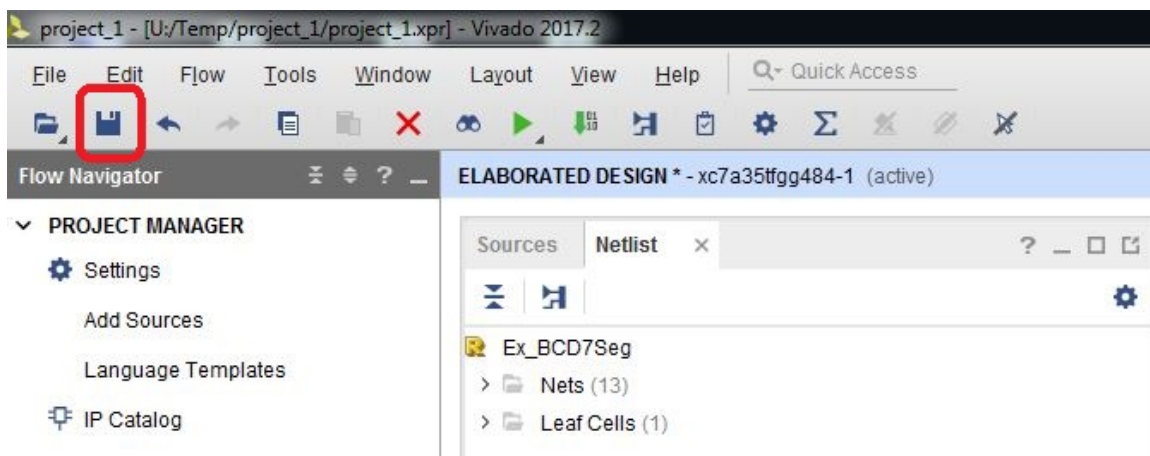 project_1 - [U:/Temp/project_1/project_1.xpr] - Vivado 2017.2
File Edit Flow Tools Window Layout View Help Quick Access
Flow Navigator
ELABORATED DESIGN * - xc7a35tfgg484-1 (active)
PROJECT MANAGER
Settings
Add Sources
Language Templates
IP Catalog
Sources Netlist
Ex_BCD7Seg
Nets (13)
Leaf Cells (1)